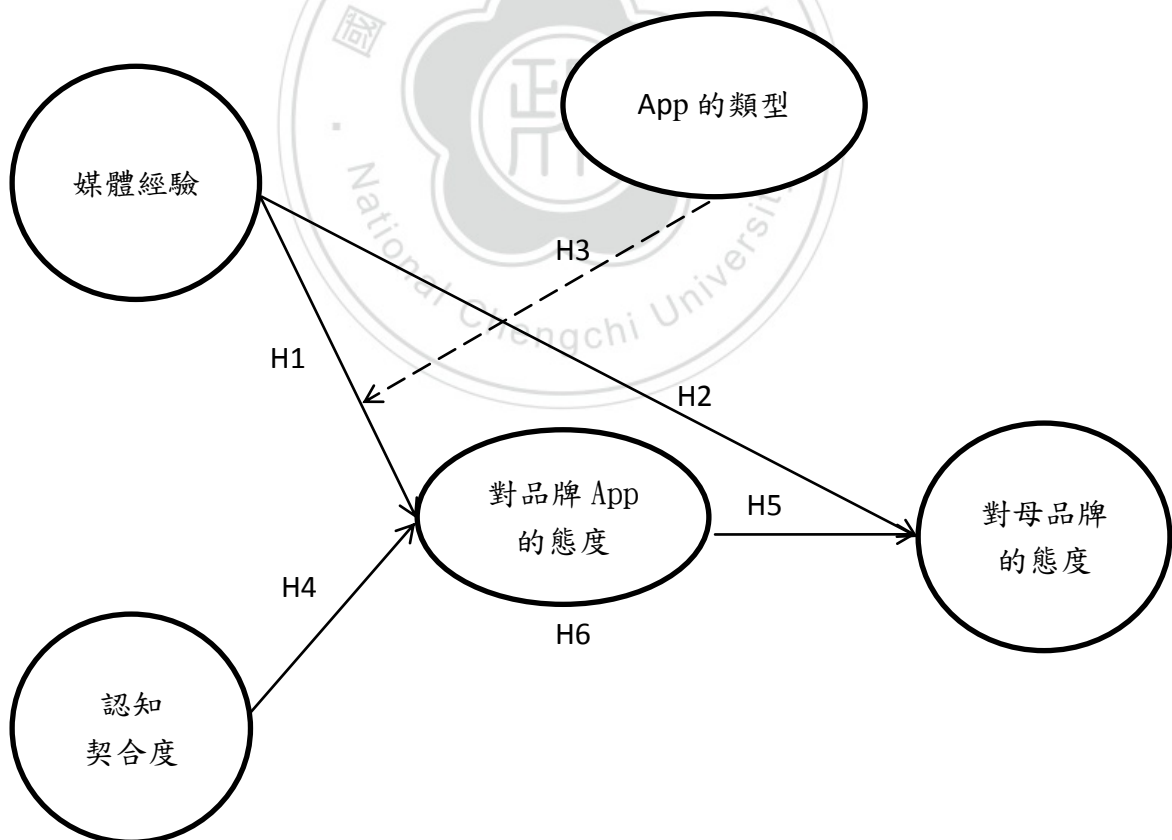 國
App 的類型
媒體經驗
National Chengchi University
H3
H1
H2
對品牌 App
的態度
H5
對母品牌
的態度
H4
H6
認知
契合度